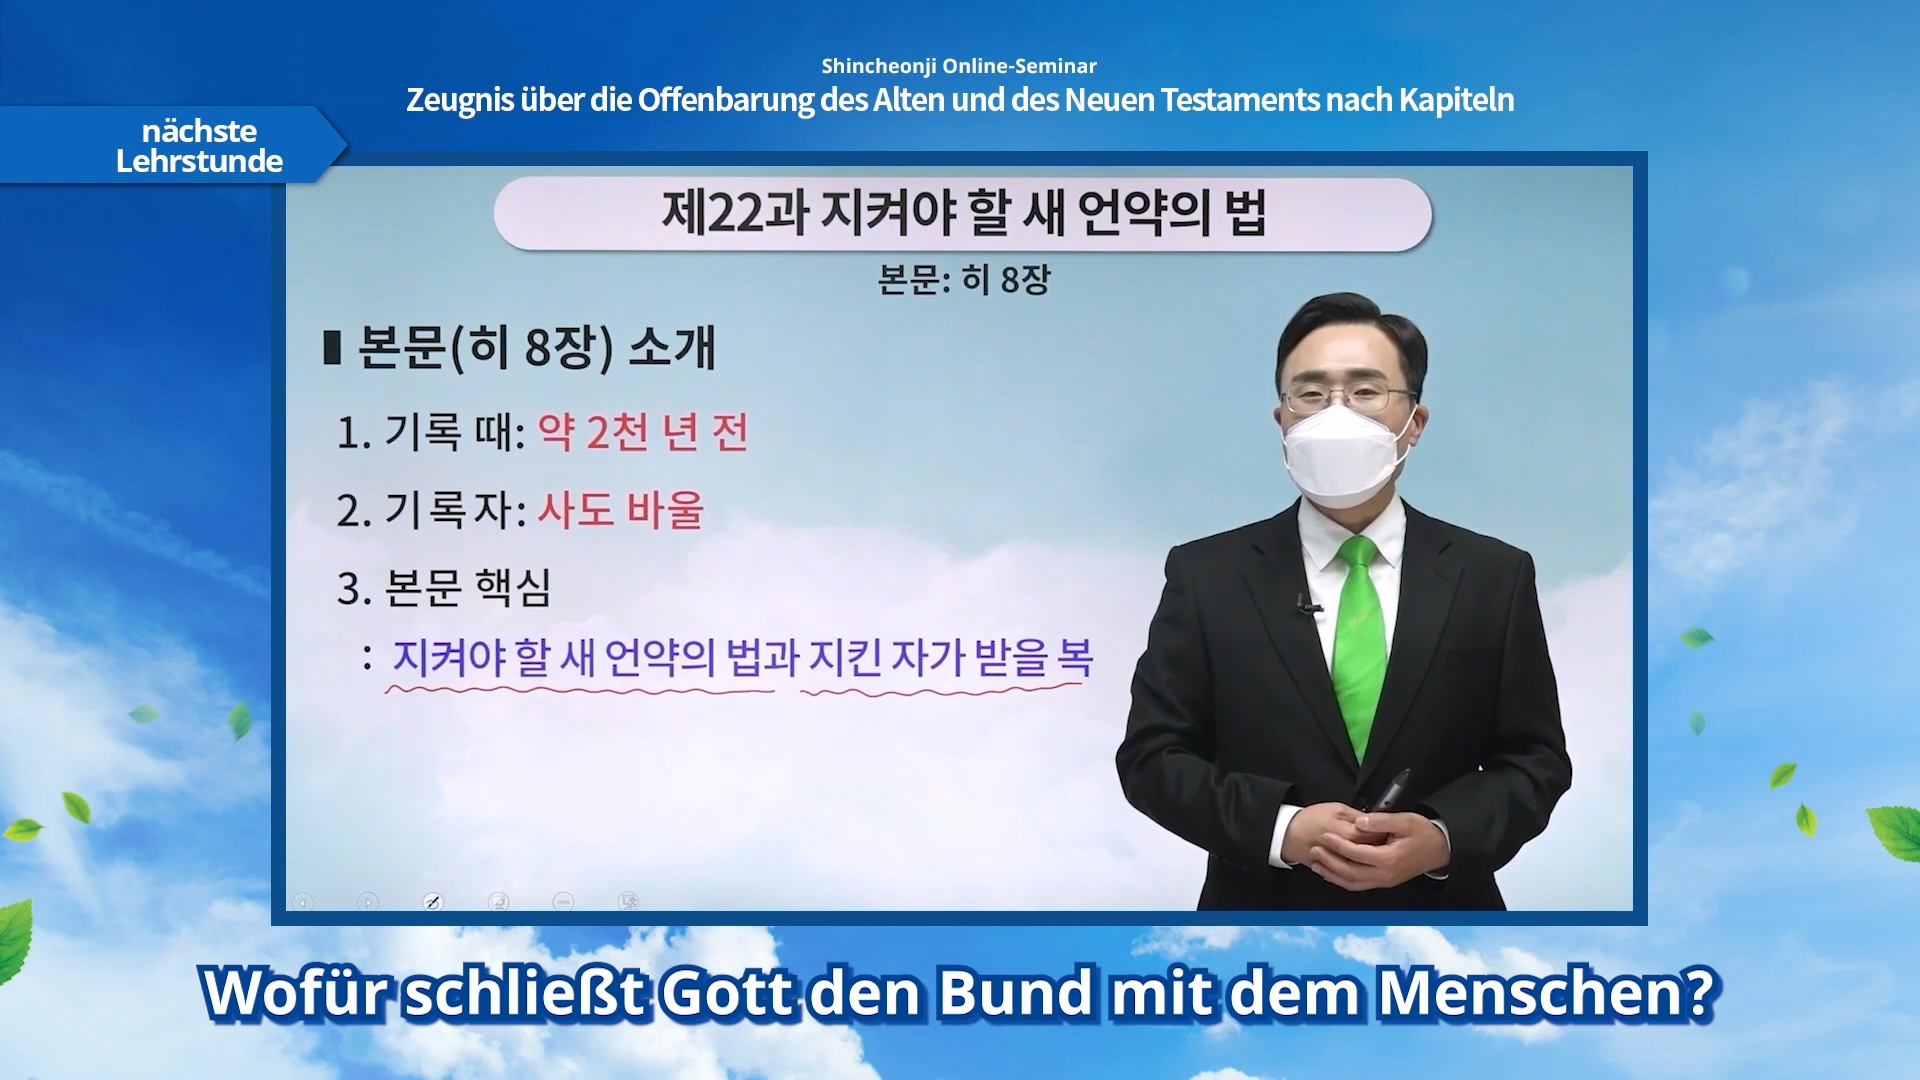 Shincheonji Online-Seminar
Zeugnis über die Offenbarung des Alten und des Neuen Testaments nach Kapiteln
nächste
Lehrstunde
제22과 지켜야 할 새 언약의 법
본문: 히 8장
본문(히 8장) 소개
1. 기록 때: 약 2천 년 전
2. 기록자: 사도 바울
3. 본문 핵심
: 지켜야 할 새 언약의 법과 지킨 자가 받을 복
Wofür schließt Gott den Bund mit dem Menschen?